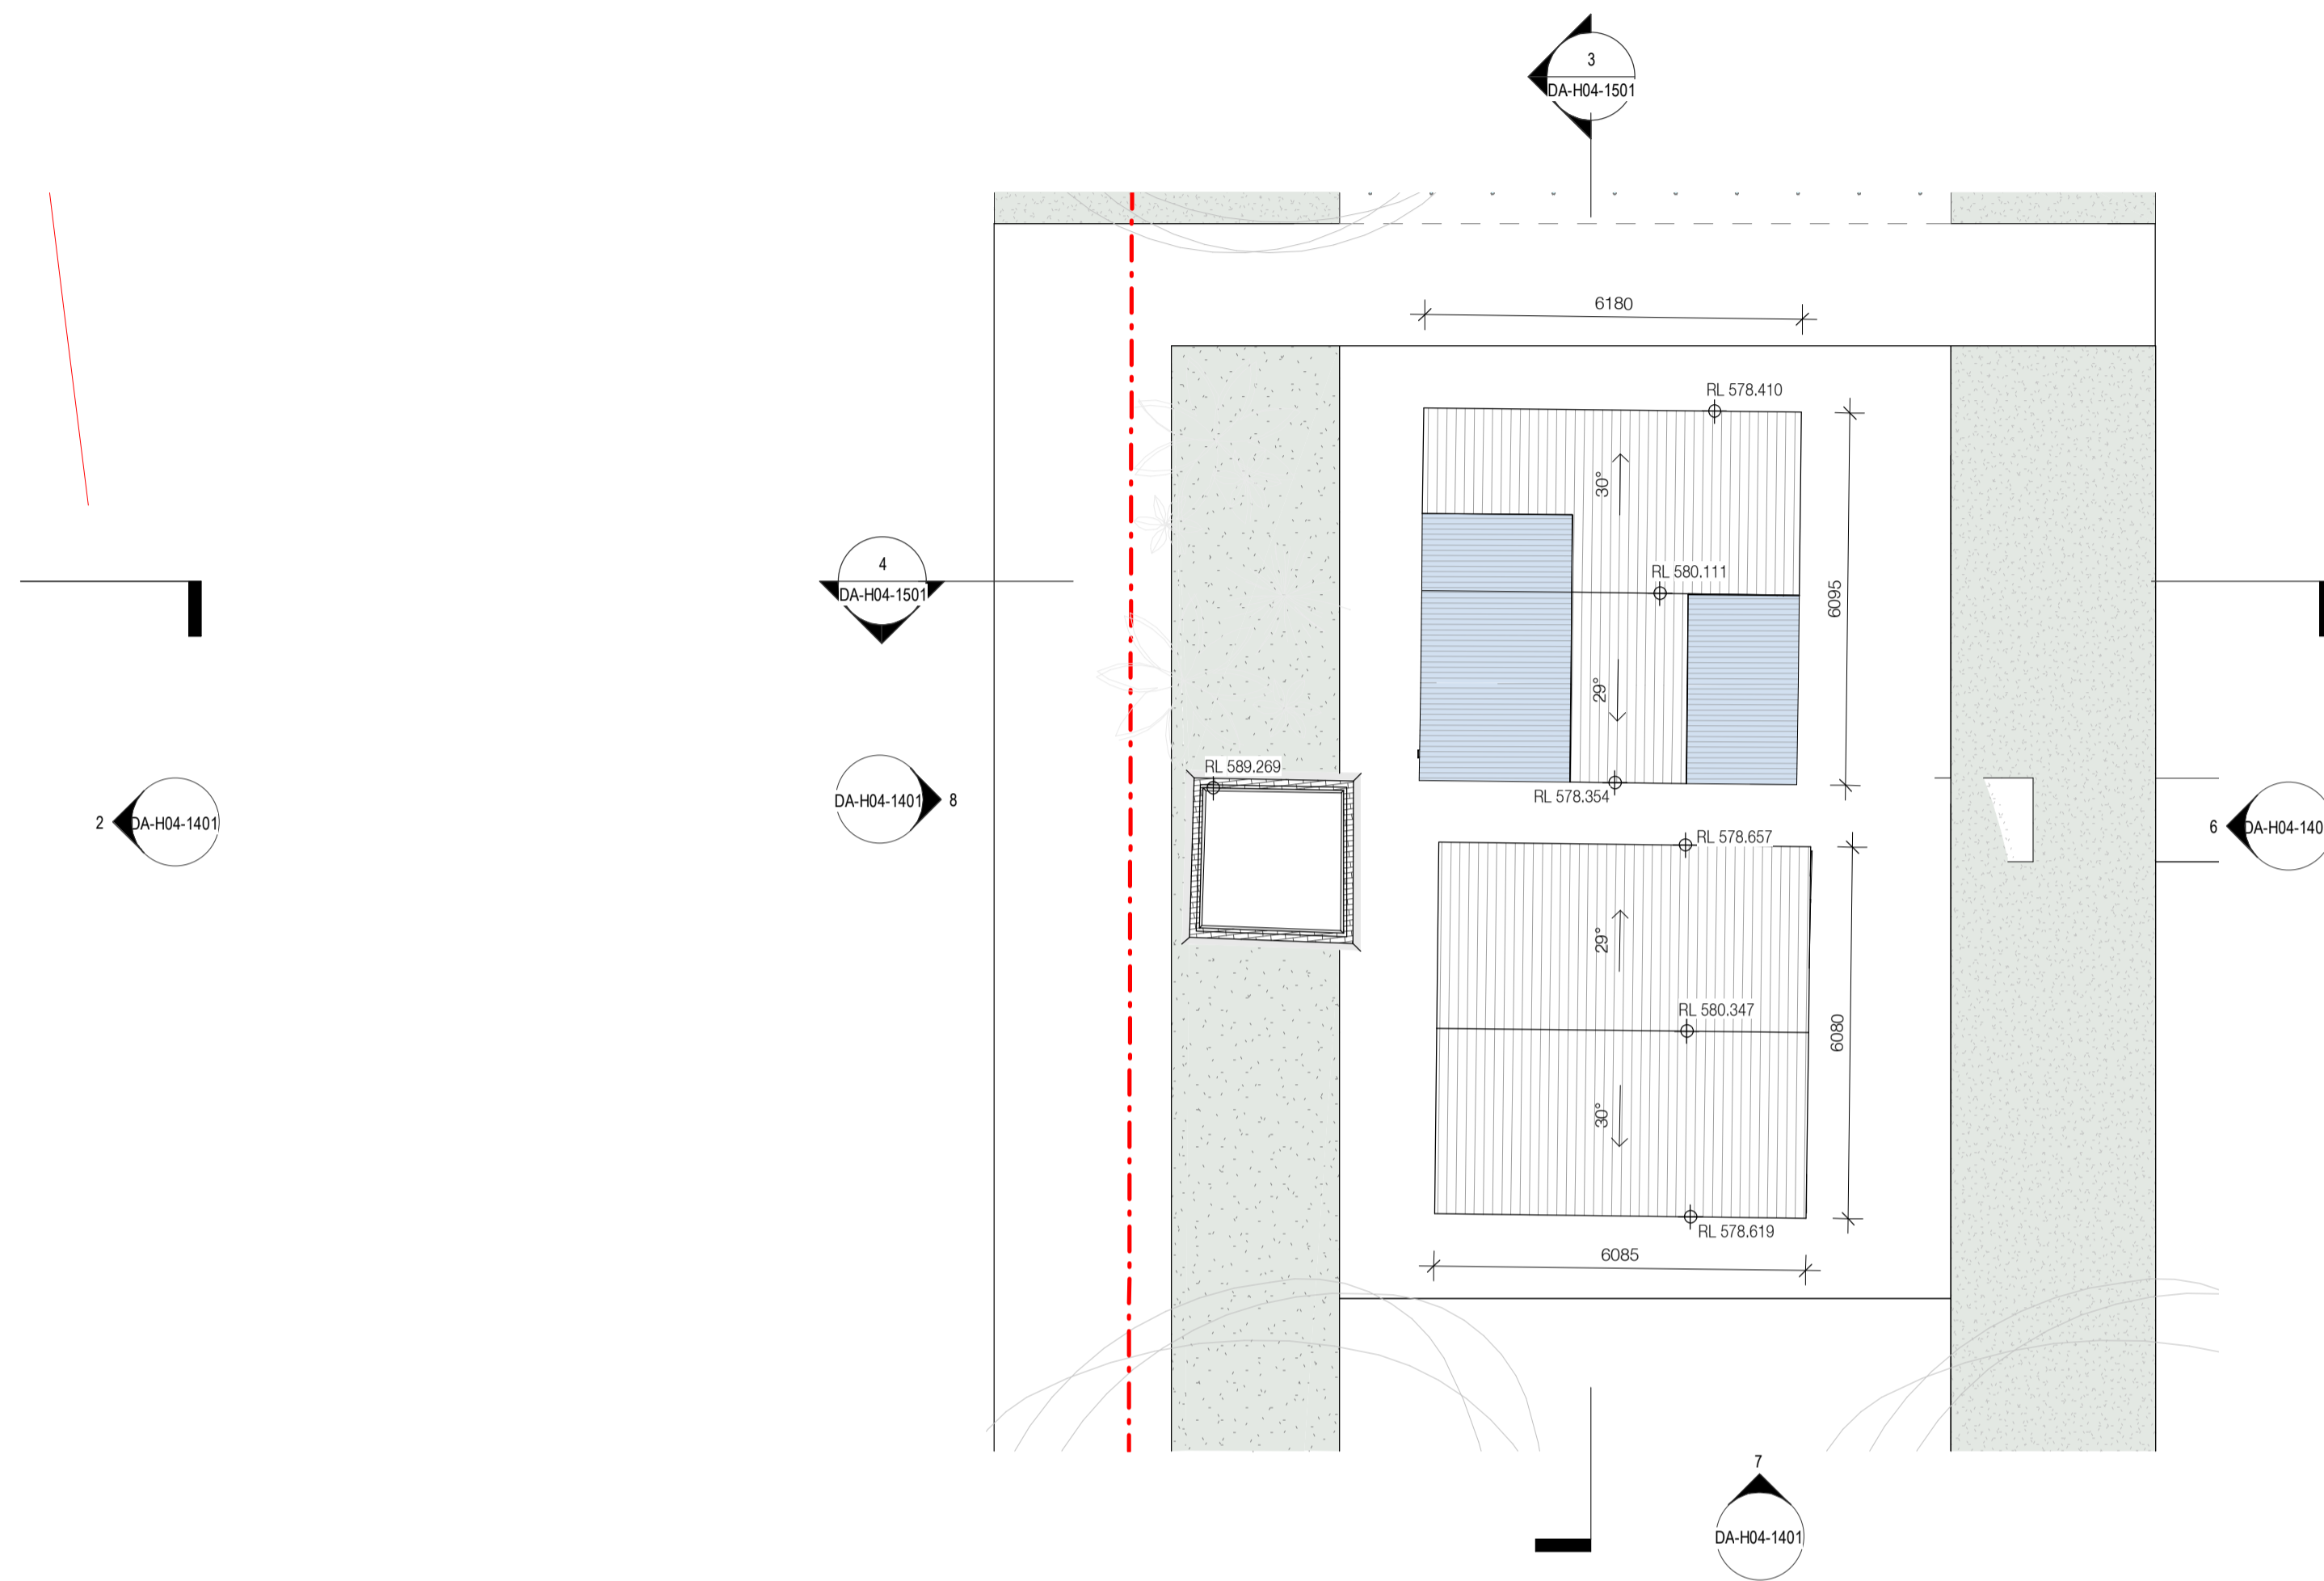 3
DA-H04-1501
6180
RL 578.410
30°
4
DA-H04-1501
RL 580.111
6095
29°
RL 589.269
RL 578.354
DA-H04-1401
8
2
DA-H04-1401
6
DA-H04-140
RL 578.657
29°
RL 580.347
6080
30°
RL 578.619
6085
7
DA-H04-1401